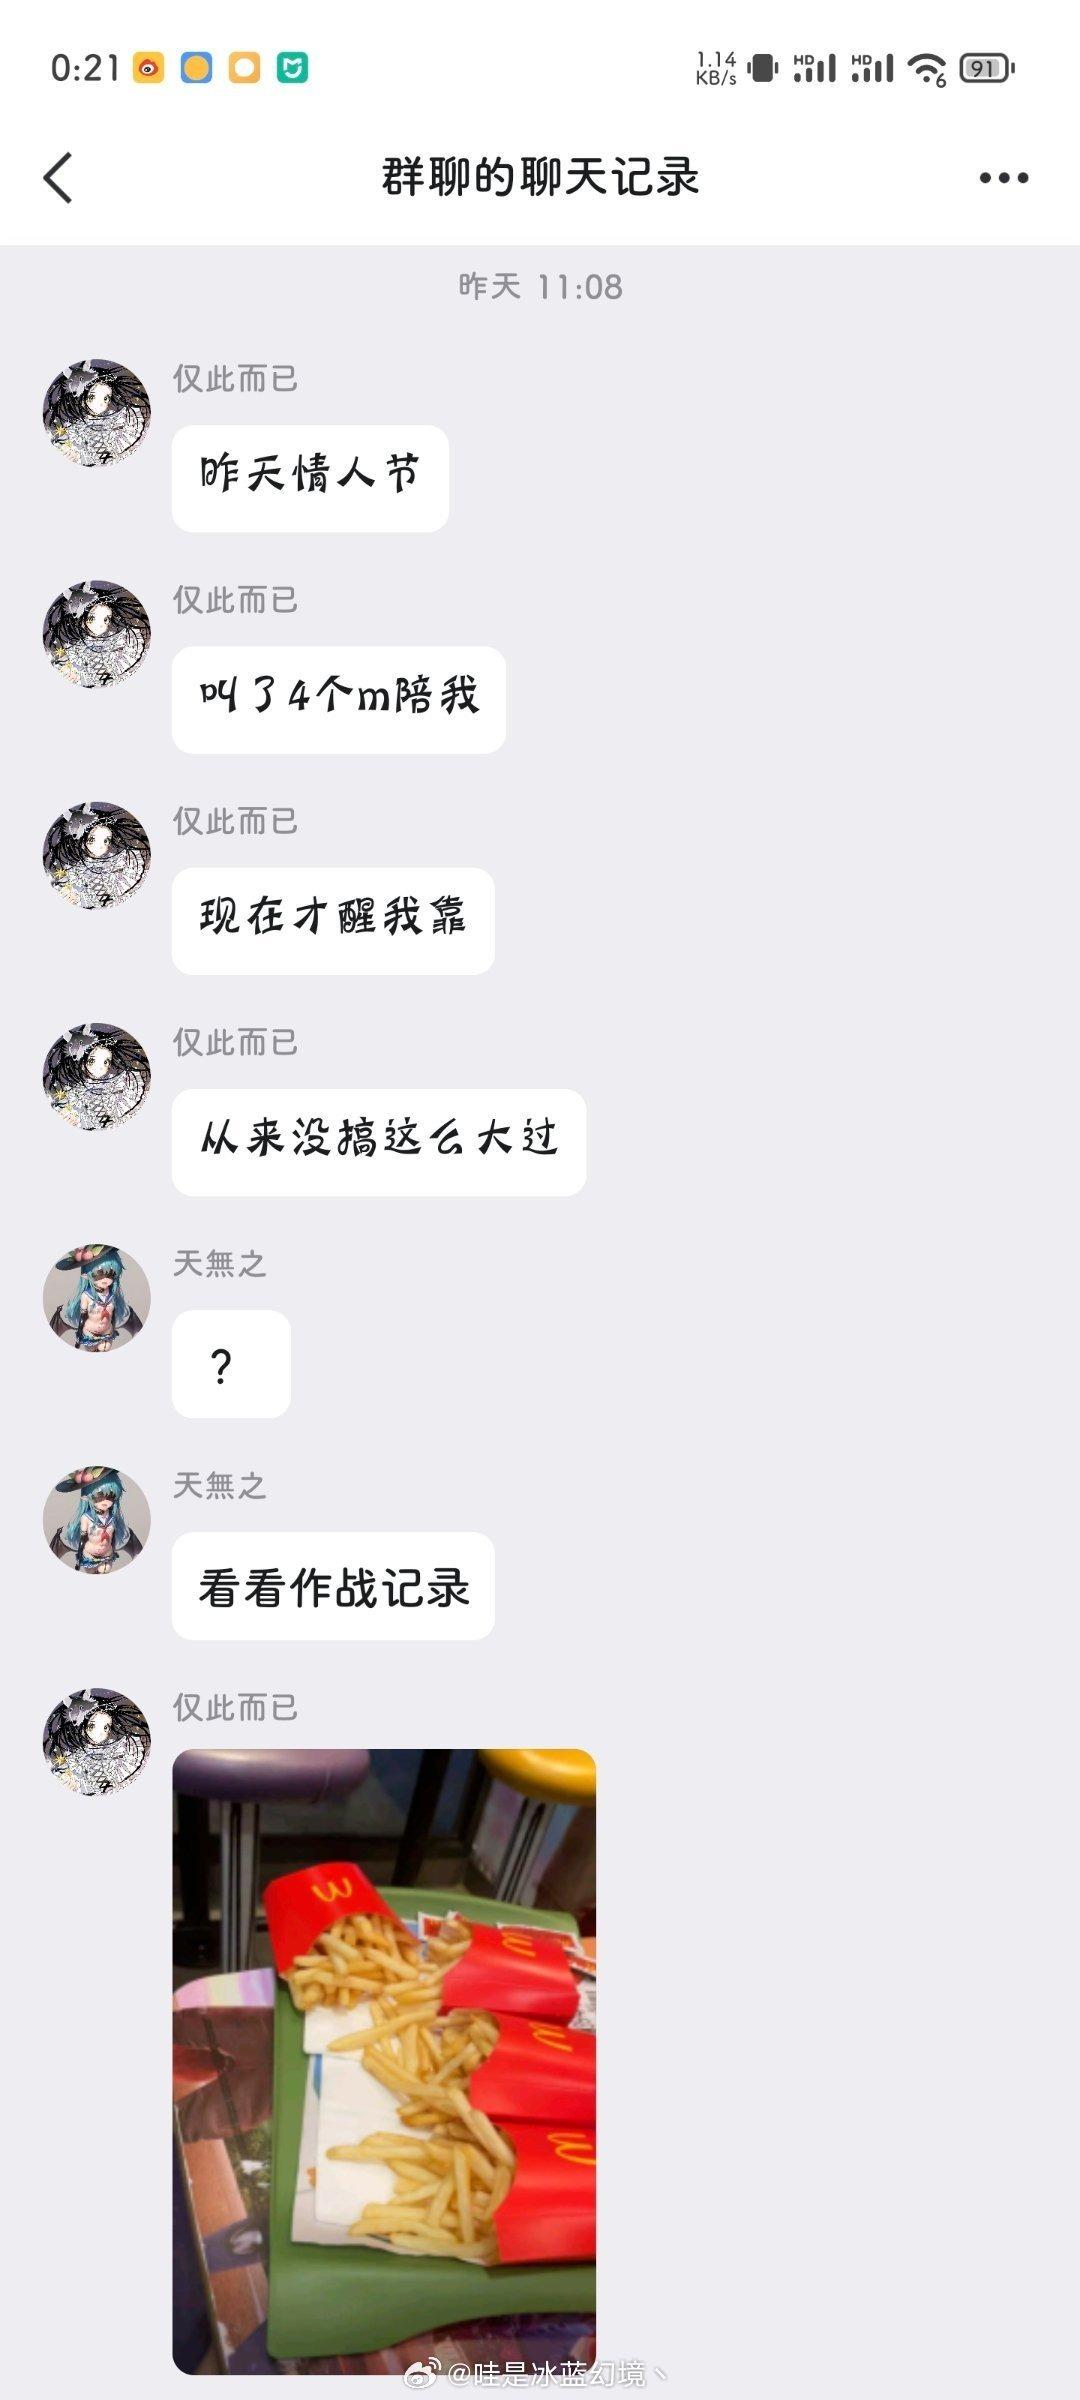 0:21
1.14
KB/s
HD
HD
6
91
群聊的聊天记录
昨天 11:08
仅此而已
昨天情人节
仅此而已
叫了4个m陪我
仅此而已
现在才醒我靠
仅此而已
从来没搞这么大过
天無之
?
天無之
看看作战记录
仅此而已
@哇是冰蓝幻境丶